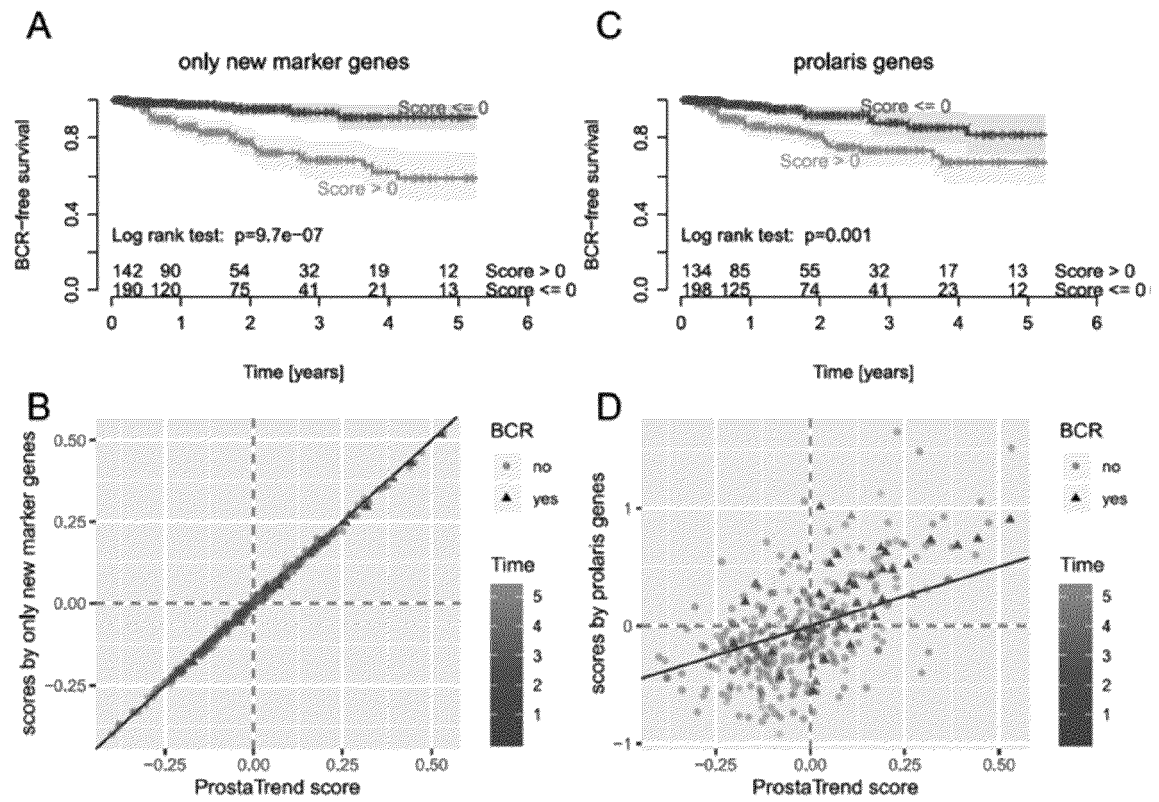 A
only new marker genes
BCR-free survival
0.8
0.4
0.0
Score <= 0
Score > 0
Log rank test: p=9.7e-07
142 90 54 32 19 12 Score > 0
190 120 75 41 21 13 Score <= 0
0 1 2 3 4 5 6
Time [years]
C
prolaris genes
BCR-free survival
0.8
0.4
0.0
Score <= 0
Score > 0
Log rank test: p=0.001
134 85 55 32 17 13 Score > 0
198 125 74 41 23 12 Score <= 0
0 1 2 3 4 5 6
Time [years]
B
scores by only new marker genes
0.50
0.25
0.00
-0.25
-0.25 0.00 0.25 0.50
ProstaTrend score
BCR
no
yes
Time
5
4
3
2
1
D
scores by prolaris genes
1
0
-1
-0.25 0.00 0.25 0.50
ProstaTrend score
BCR
no
yes
Time
5
4
3
2
1